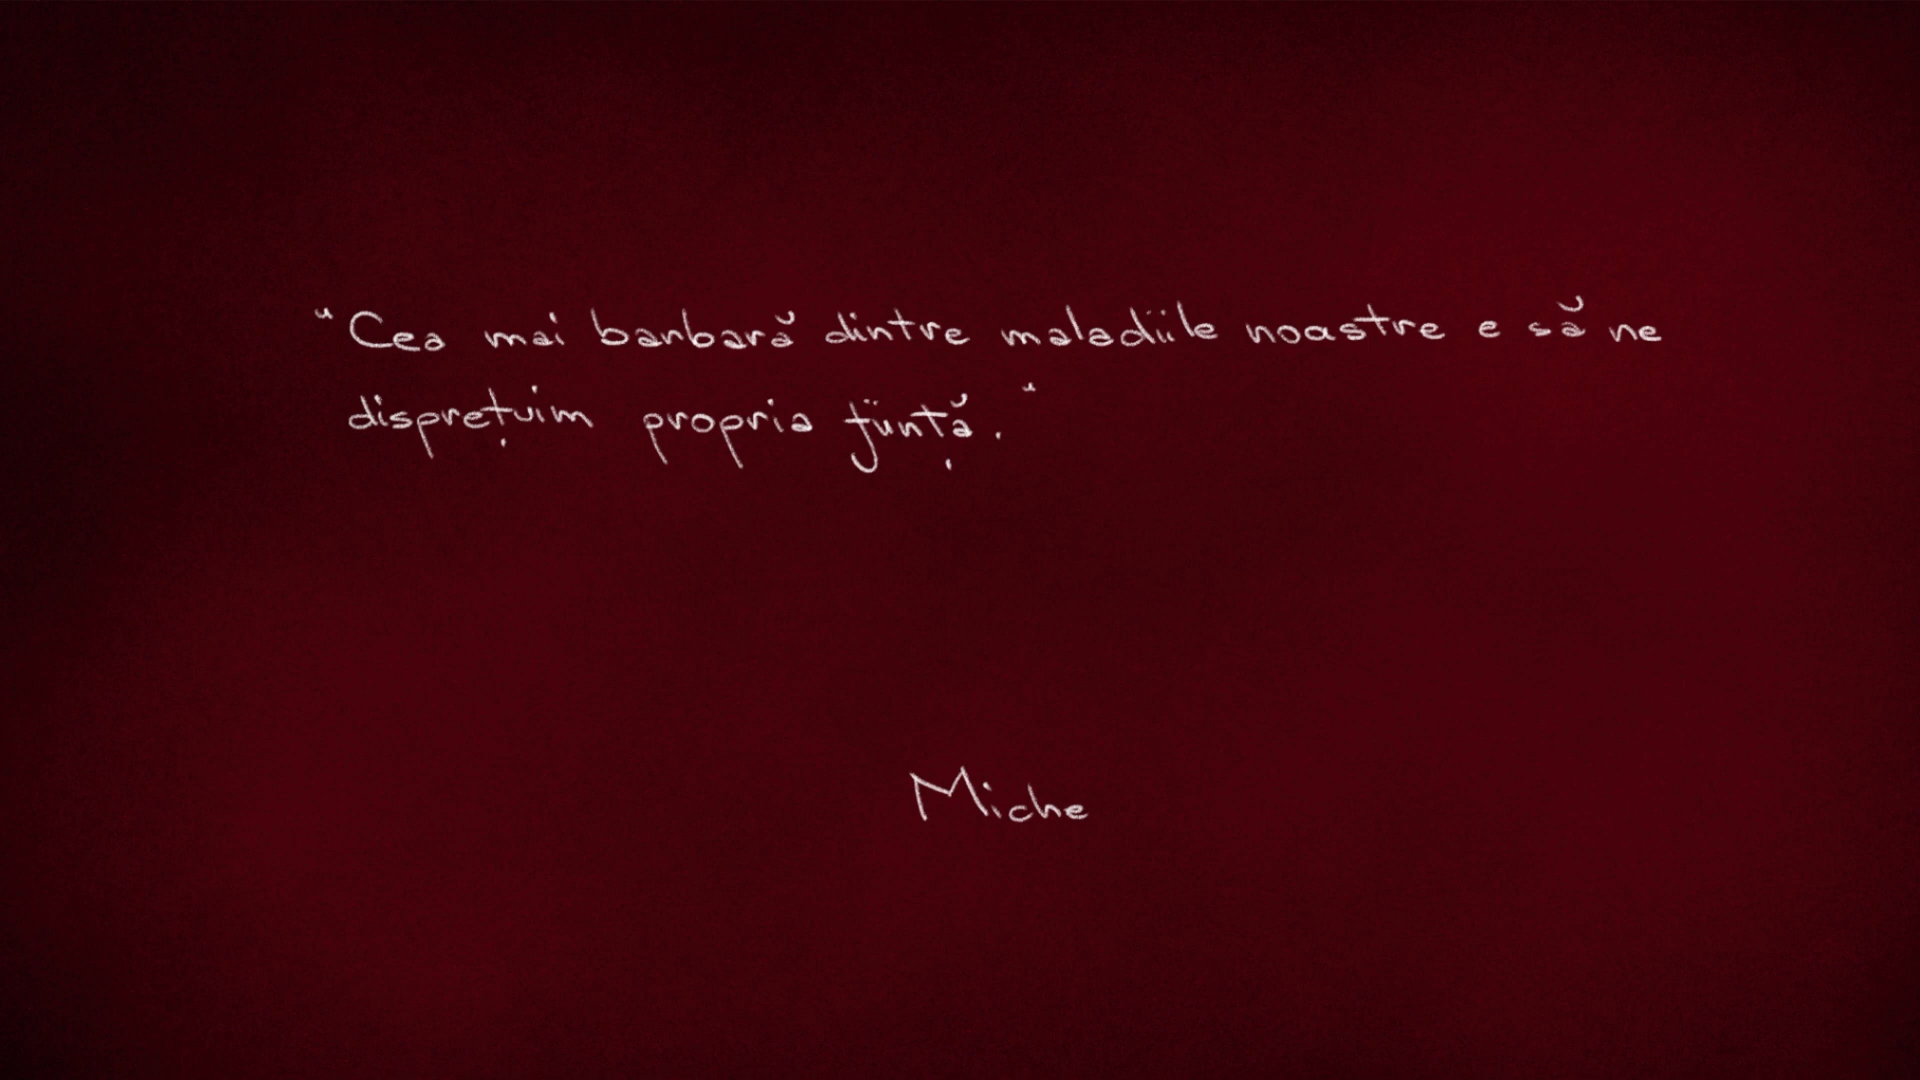 "Cea mai barbară dintre maladiile noastre e să ne
disprețuim propria ființă."
Miche